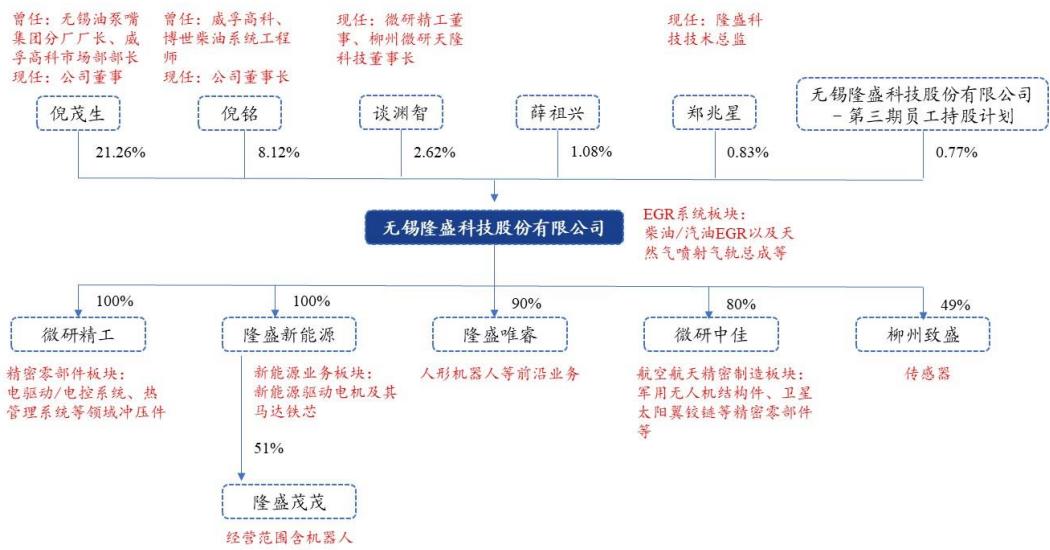 曾任：无锡油泵嘴
集团分厂厂长、威
孚高科市场部部长
现任：公司董事
曾任：威孚高科、
博世柴油系统工程
师
现任：公司董事长
现任：微研精工董
事、柳州微研天隆
科技董事长
现任：隆盛科
技技术总监
倪茂生
倪铭
谈渊智
薛祖兴
郑兆星
无锡隆盛科技股份有限公司
–第三期员工持股计划
21.26%
8.12%
2.62%
1.08%
0.83%
0.77%
无锡隆盛科技股份有限公司
EGR系统板块：
柴油/汽油EGR以及天
然气喷射气轨总成等
100%
100%
90%
80%
49%
微研精工
隆盛新能源
隆盛唯睿
微研中佳
柳州致盛
精密零部件板块：
电驱动/电控系统、热
管理系统等领域冲压件
新能源业务板块：
新能源驱动电机及其
马达铁芯
人形机器人等前沿业务
航空航天精密制造板块：
军用无人机结构件、卫星
太阳翼铰链等精密零部件
等
传感器
51%
隆盛茂茂
经营范围含机器人